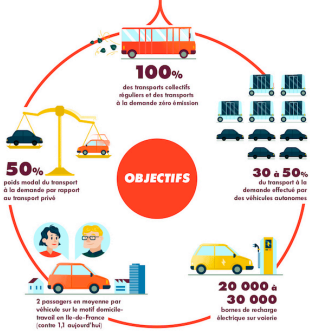 100%
des transports collectifs
réguliers et des transports
à la demande zéro émission
50%
poids modal du transport
à la demande par rapport
au transport privé
OBJECTIFS
30 à 50%
du transport à la
demande effectué par
des véhicules autonomes
2 passagers en moyenne par
véhicule sur le motif domicile-
travail en Ile-de-France
(contre 1,1 aujourd'hui)
20 000 à
30 000
bornes de recharge
électrique sur voierie